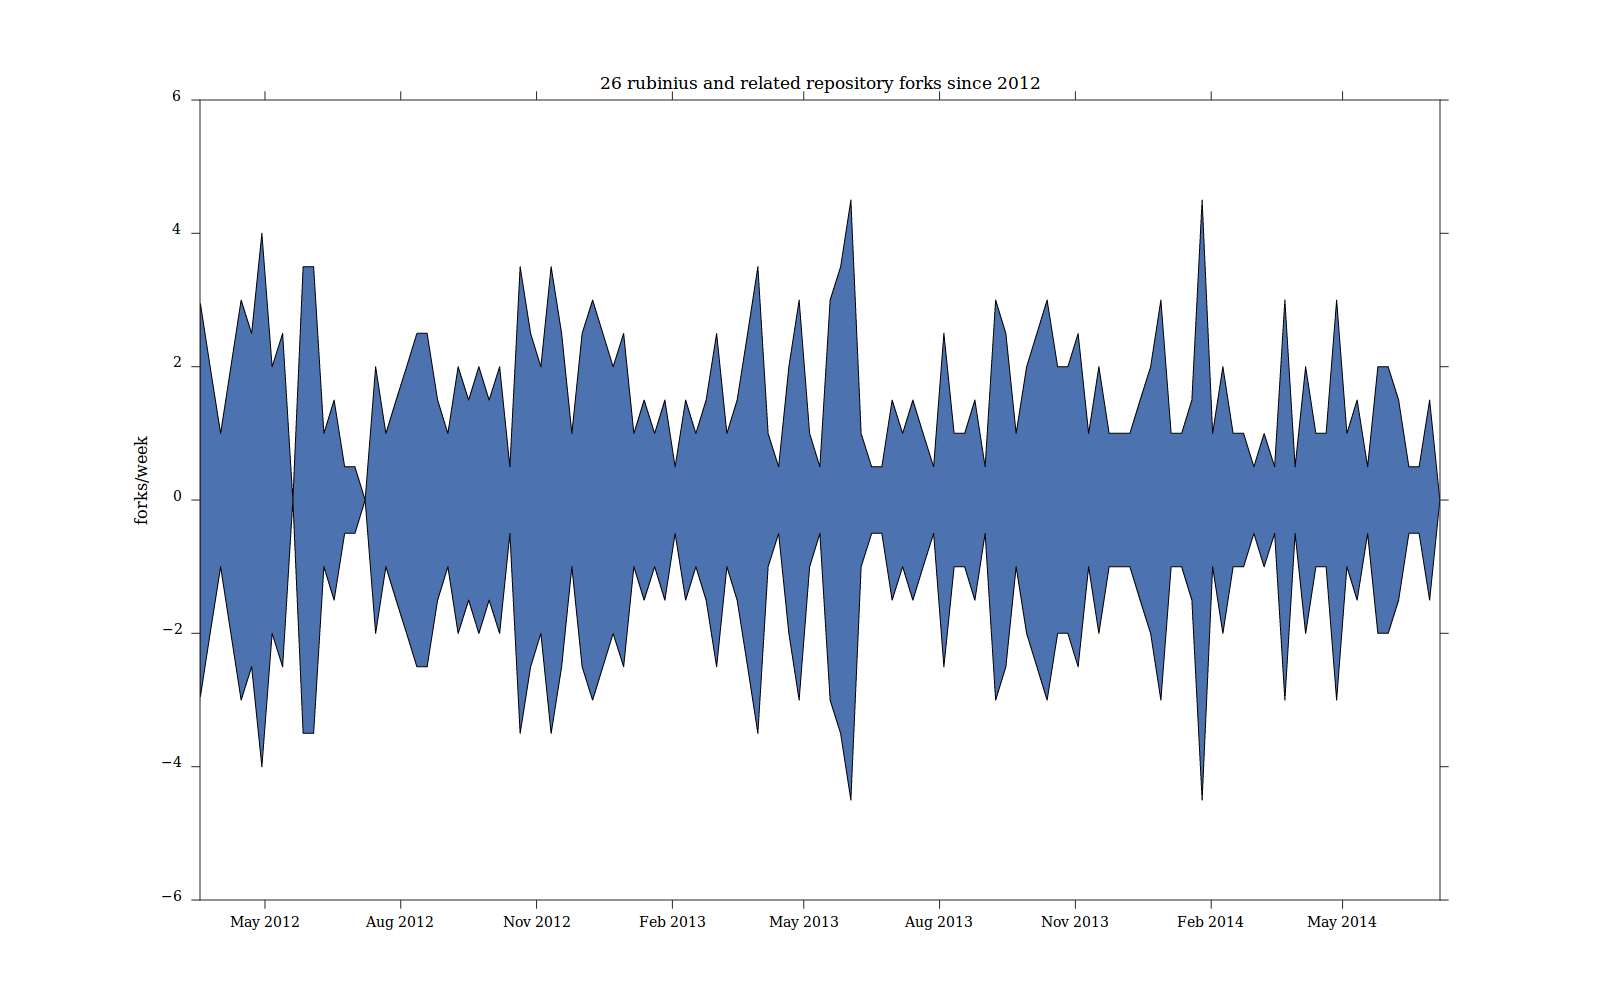 26 rubinius and related repository forks since 2012
6
4
2
0
−2
−4
−6
forks/week
May 2012
Aug 2012
Nov 2012
Feb 2013
May 2013
Aug 2013
Nov 2013
Feb 2014
May 2014